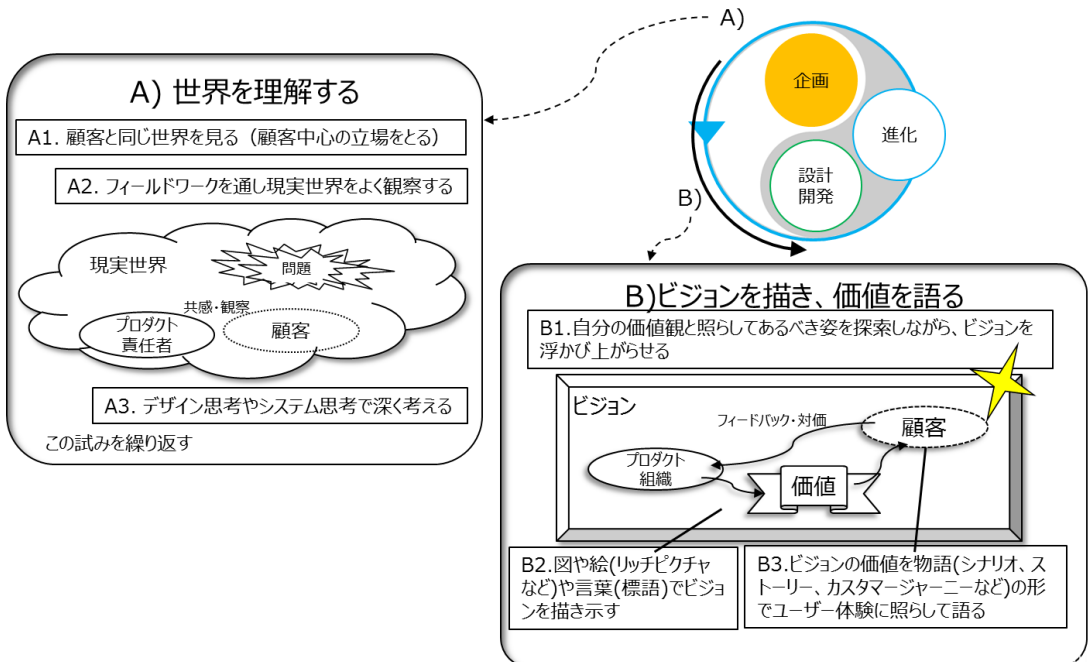 A)
企画
進化
設計
開発
B)
A) 世界を理解する
A1. 顧客と同じ世界を見る（顧客中心の立場をとる）
A2. フィールドワークを通し現実世界をよく観察する
現実世界
問題
共感・観察
プロダクト
責任者
顧客
A3. デザイン思考やシステム思考で深く考える
この試みを繰り返す
B)ビジョンを描き、価値を語る
B1.自分の価値観と照らしてあるべき姿を探索しながら、ビジョンを
浮かび上がらせる
ビジョン
フィードバック・対価
顧客
プロダクト
組織
価値
B2.図や絵(リッチピクチャ
など)や言葉(標語)でビジョ
ンを描き示す
B3.ビジョンの価値を物語(シナリオ、ス
トーリー、カスタマージャーニーなど)の形
でユーザー体験に照らして語る